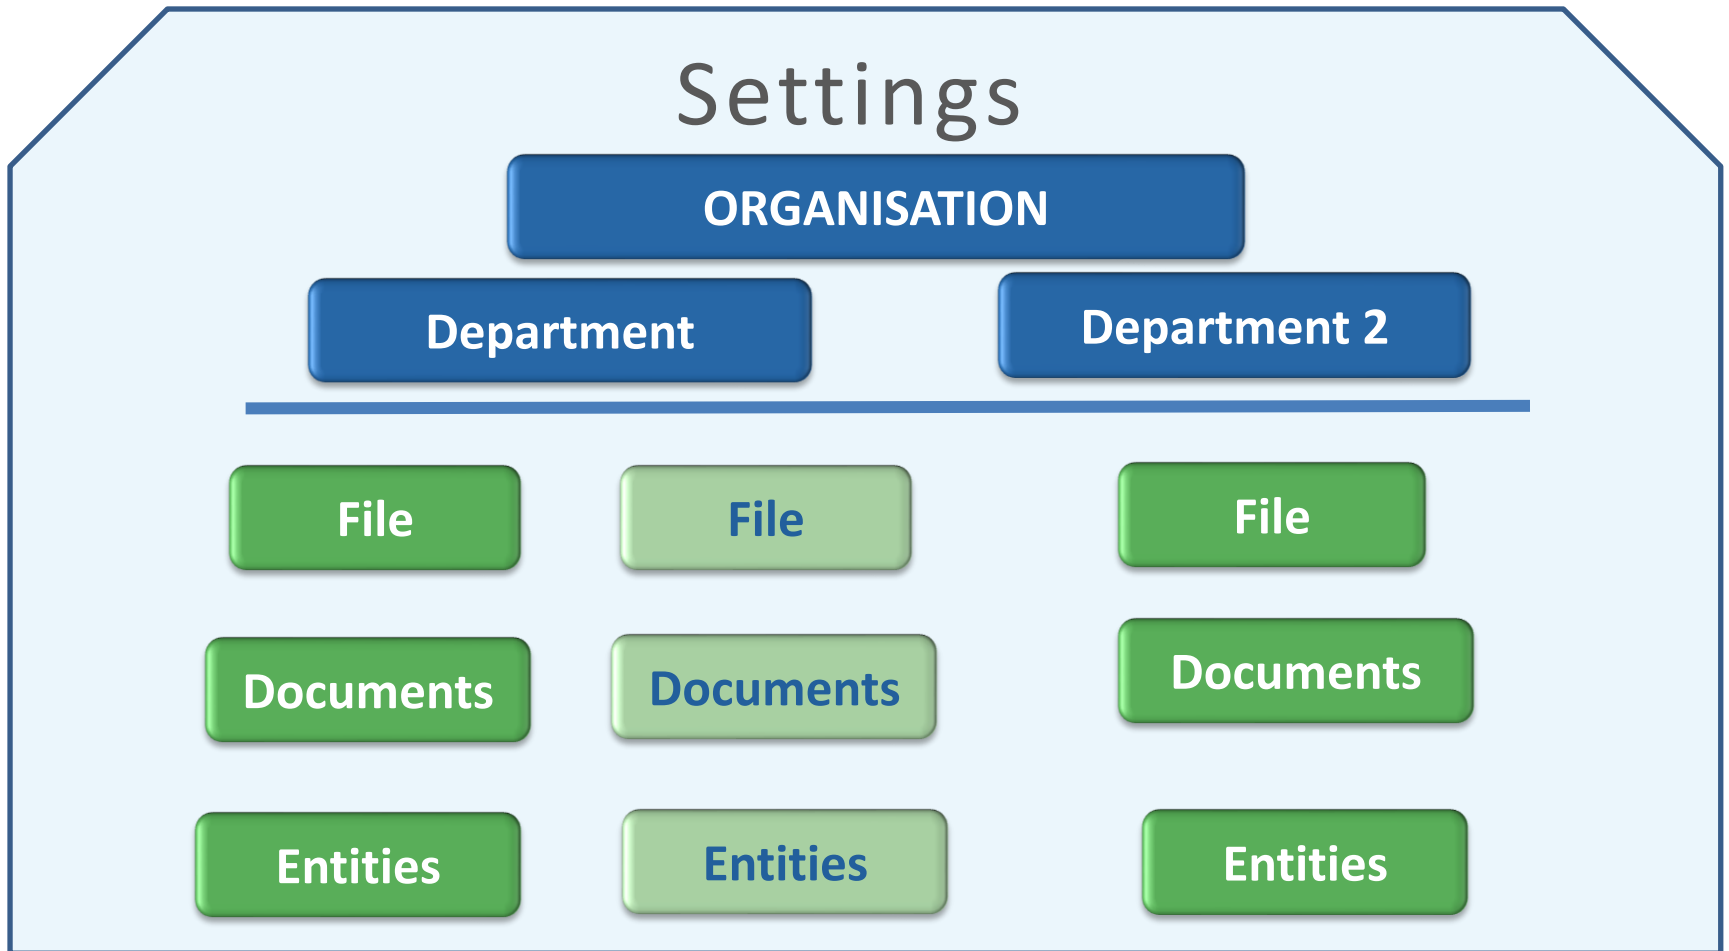 Settings
ORGANISATION
Department
Department 2
File
File
File
Documents
Documents
Documents
Entities
Entities
Entities